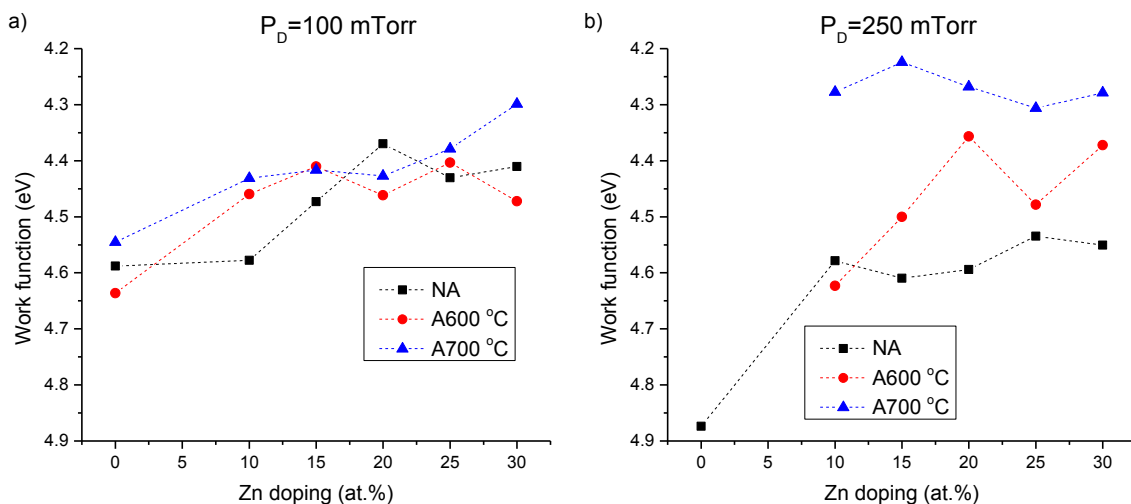 a)
P_D=100 mTorr
4.2
4.3
4.4
4.5
4.6
4.7
4.8
4.9
Work function (eV)
NA
A600 °C
A700 °C
0 5 10 15 20 25 30
Zn doping (at.%)
b)
P_D=250 mTorr
4.2
4.3
4.4
4.5
4.6
4.7
4.8
4.9
Work function (eV)
NA
A600 °C
A700 °C
0 5 10 15 20 25 30
Zn doping (at.%)